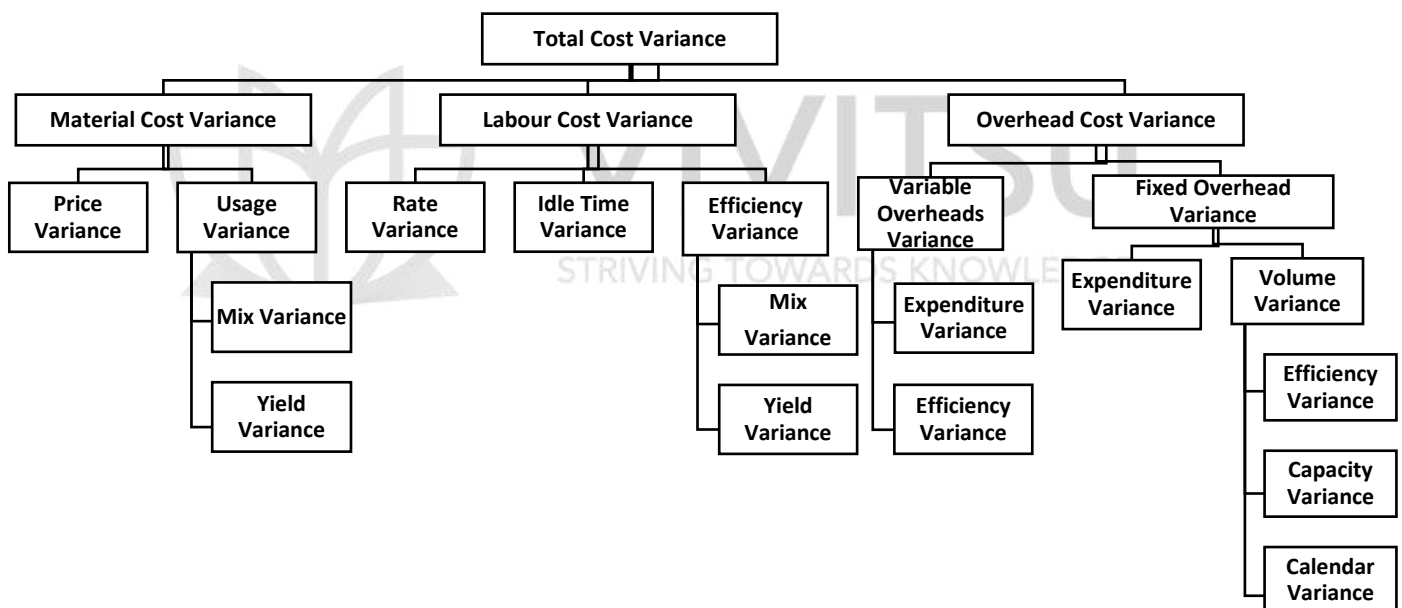 Total Cost Variance
Material Cost Variance
Labour Cost Variance
Overhead Cost Variance
Price
Variance
Usage
Variance
Rate
Variance
Idle Time
Variance
Efficiency
Variance
Variable
Overheads
Variance
Fixed Overhead
Variance
Mix Variance
Yield
Variance
Mix
Variance
Yield
Variance
Expenditure
Variance
Efficiency
Variance
Expenditure
Variance
Volume
Variance
Efficiency
Variance
Capacity
Variance
Calendar
Variance
VIVITSU
STRIVING TOWARDS